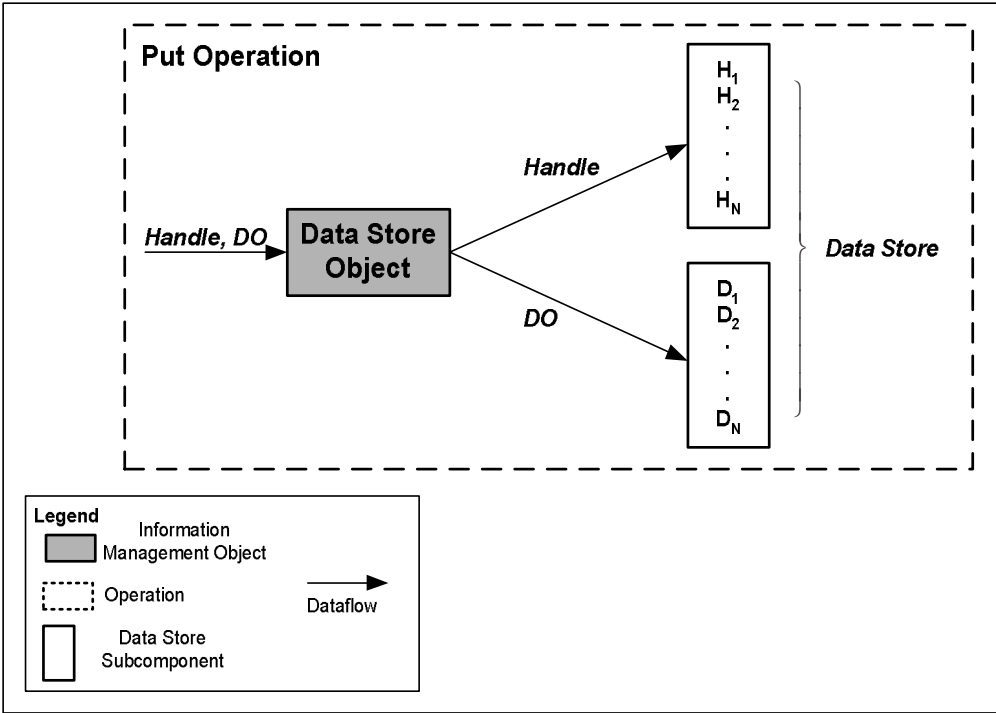 Put Operation
H1
H2
.
.
.
HN
Handle
Handle, DO
Data Store
Object
Data Store
DO
D1
D2
.
.
.
DN
Legend
Information
Management Object
Operation
Dataflow
Data Store
Subcomponent